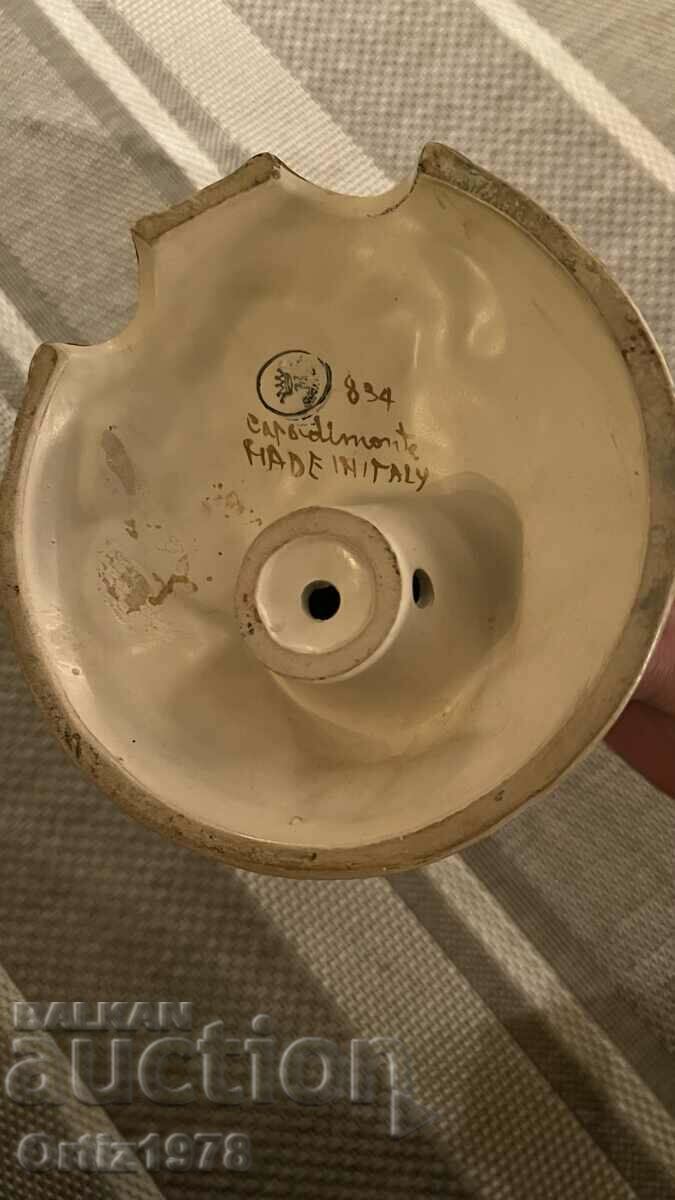 834
capodimonte
MADE IN ITALY
BALKAN
auction
Ortiz1978